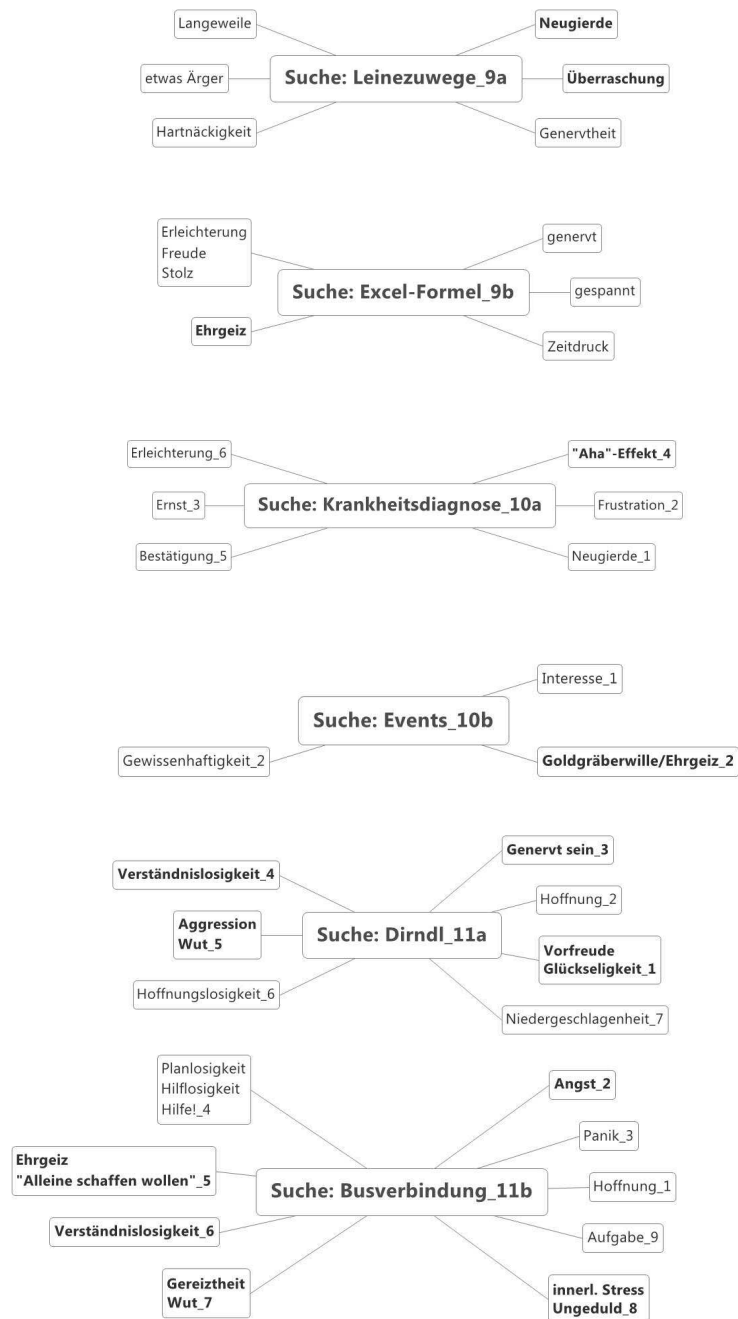 Langeweile
Neugierde
etwas Ärger
Suche: Leinezuwege_9a
Überraschung
Hartnäckigkeit
Genervtheit
Erleichterung
Freude
Stolz
genervt
Suche: Excel-Formel_9b
gespannt
Ehrgeiz
Zeitdruck
Erleichterung_6
"Aha"-Effekt_4
Ernst_3
Suche: Krankheitsdiagnose_10a
Frustration_2
Bestätigung_5
Neugierde_1
Interesse_1
Suche: Events_10b
Gewissenhaftigkeit_2
Goldgräberwille/Ehrgeiz_2
Genervt sein_3
Verständnislosigkeit_4
Hoffnung_2
Aggression
Wut_5
Suche: Dirndl_11a
Vorfreude
Glückseligkeit_1
Hoffnungslosigkeit_6
Niedergeschlagenheit_7
Planlosigkeit
Hilflosigkeit
Hilfe!_4
Angst_2
Panik_3
Ehrgeiz
"Alleine schaffen wollen"_5
Suche: Busverbindung_11b
Hoffnung_1
Verständnislosigkeit_6
Aufgabe_9
Gereiztheit
Wut_7
innerl. Stress
Ungeduld_8